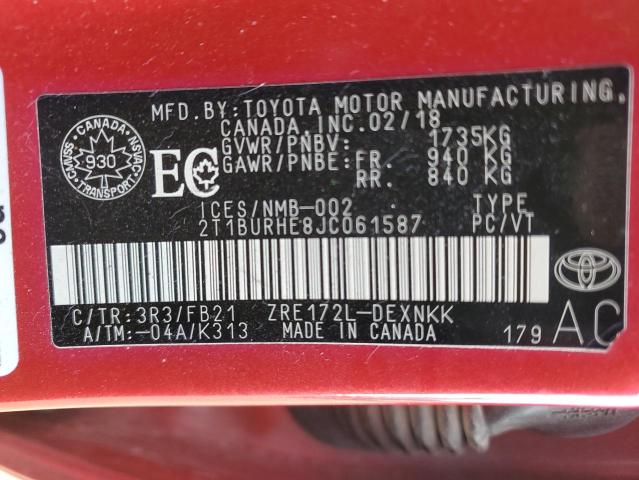 MFD. BY: TOYOTA MOTOR MANUFACTURING,
CANADA, INC. 02/18
GVWR/PNBV: 1735KG
GAWR/PNBE: FR. 940 KG
RR. 840 KG
CANADA
CMVSS 930 NSVAC
TRANSPORT
EC
ICES/NMB-002 TYPE
2T1BURHE8JC061587 PC/VT
C/TR: 3R3/FB21 ZRE172L-DEXNKK
A/TM: -04A/K313 MADE IN CANADA 179 AC